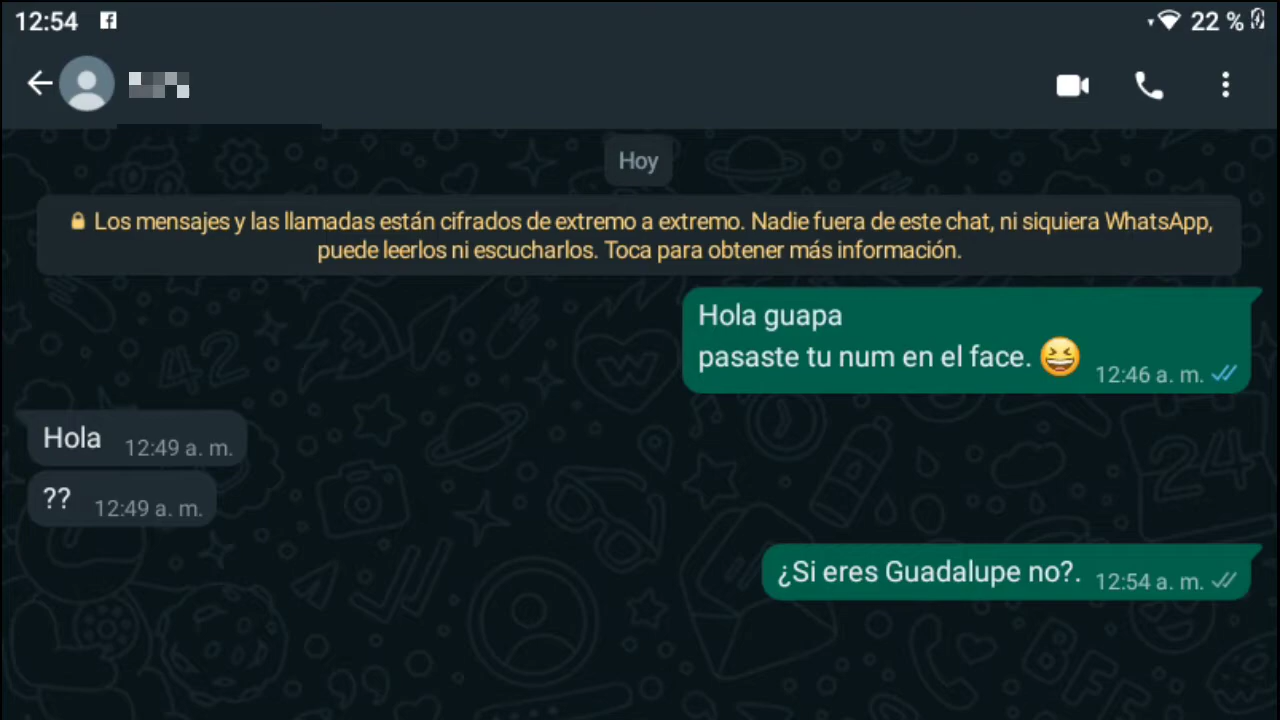 12:54
22 %
Hoy
Los mensajes y las llamadas están cifrados de extremo a extremo. Nadie fuera de este chat, ni siquiera WhatsApp,
puede leerlos ni escucharlos. Toca para obtener más información.
Hola guapa
pasaste tu num en el face. 😆 12:46 a. m.
Hola 12:49 a. m.
?? 12:49 a. m.
¿Si eres Guadalupe no?. 12:54 a. m.